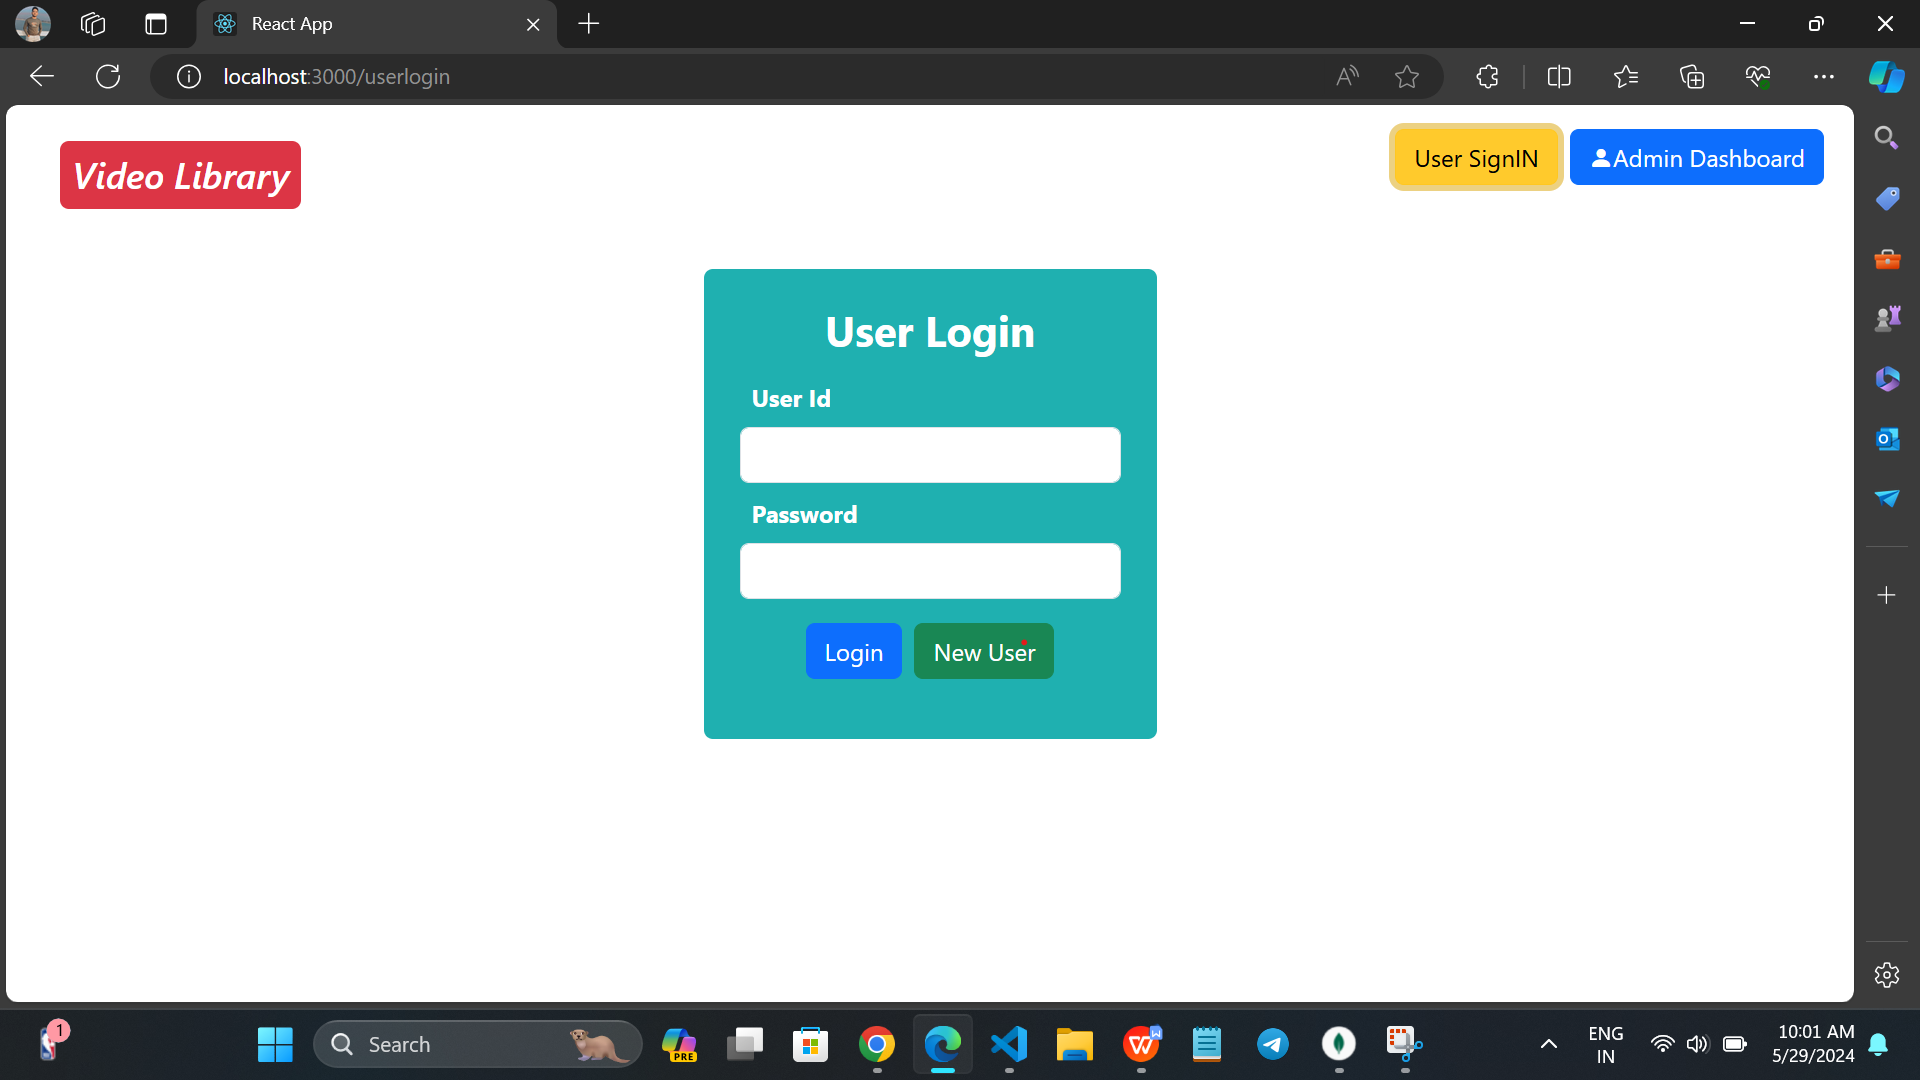 React App
localhost:3000/userlogin
Video Library
User SignIN
Admin Dashboard
User Login
User Id
Password
Login
New User
1
Search
PRE
ENG
IN
10:01 AM
5/29/2024